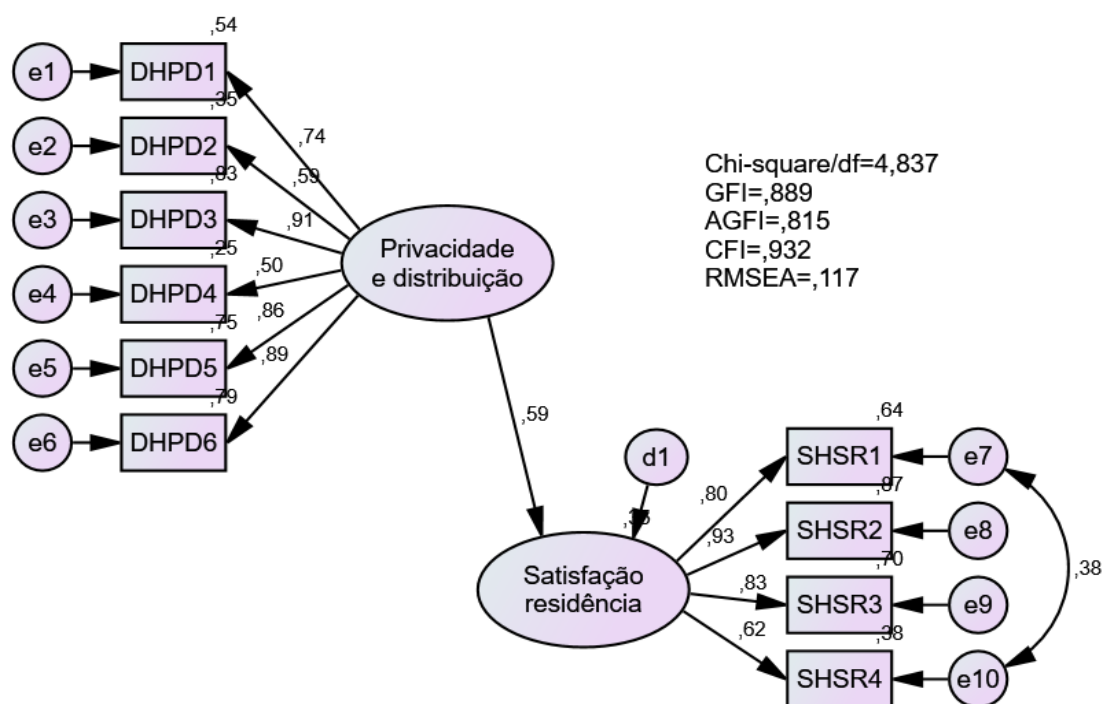 ,54
e1
DHPD1
,35
e2
DHPD2
,83
e3
DHPD3
,25
e4
DHPD4
,75
e5
DHPD5
,79
e6
DHPD6
,74
,59
,91
,50
,86
,89
Privacidade
e distribuição
Chi-square/df=4,837
GFI=,889
AGFI=,815
CFI=,932
RMSEA=,117
,59
d1
Satisfação
residência
,80
,93
,83
,62
,64
SHSR1
e7
,87
SHSR2
e8
,70
SHSR3
e9
,38
SHSR4
e10
,38